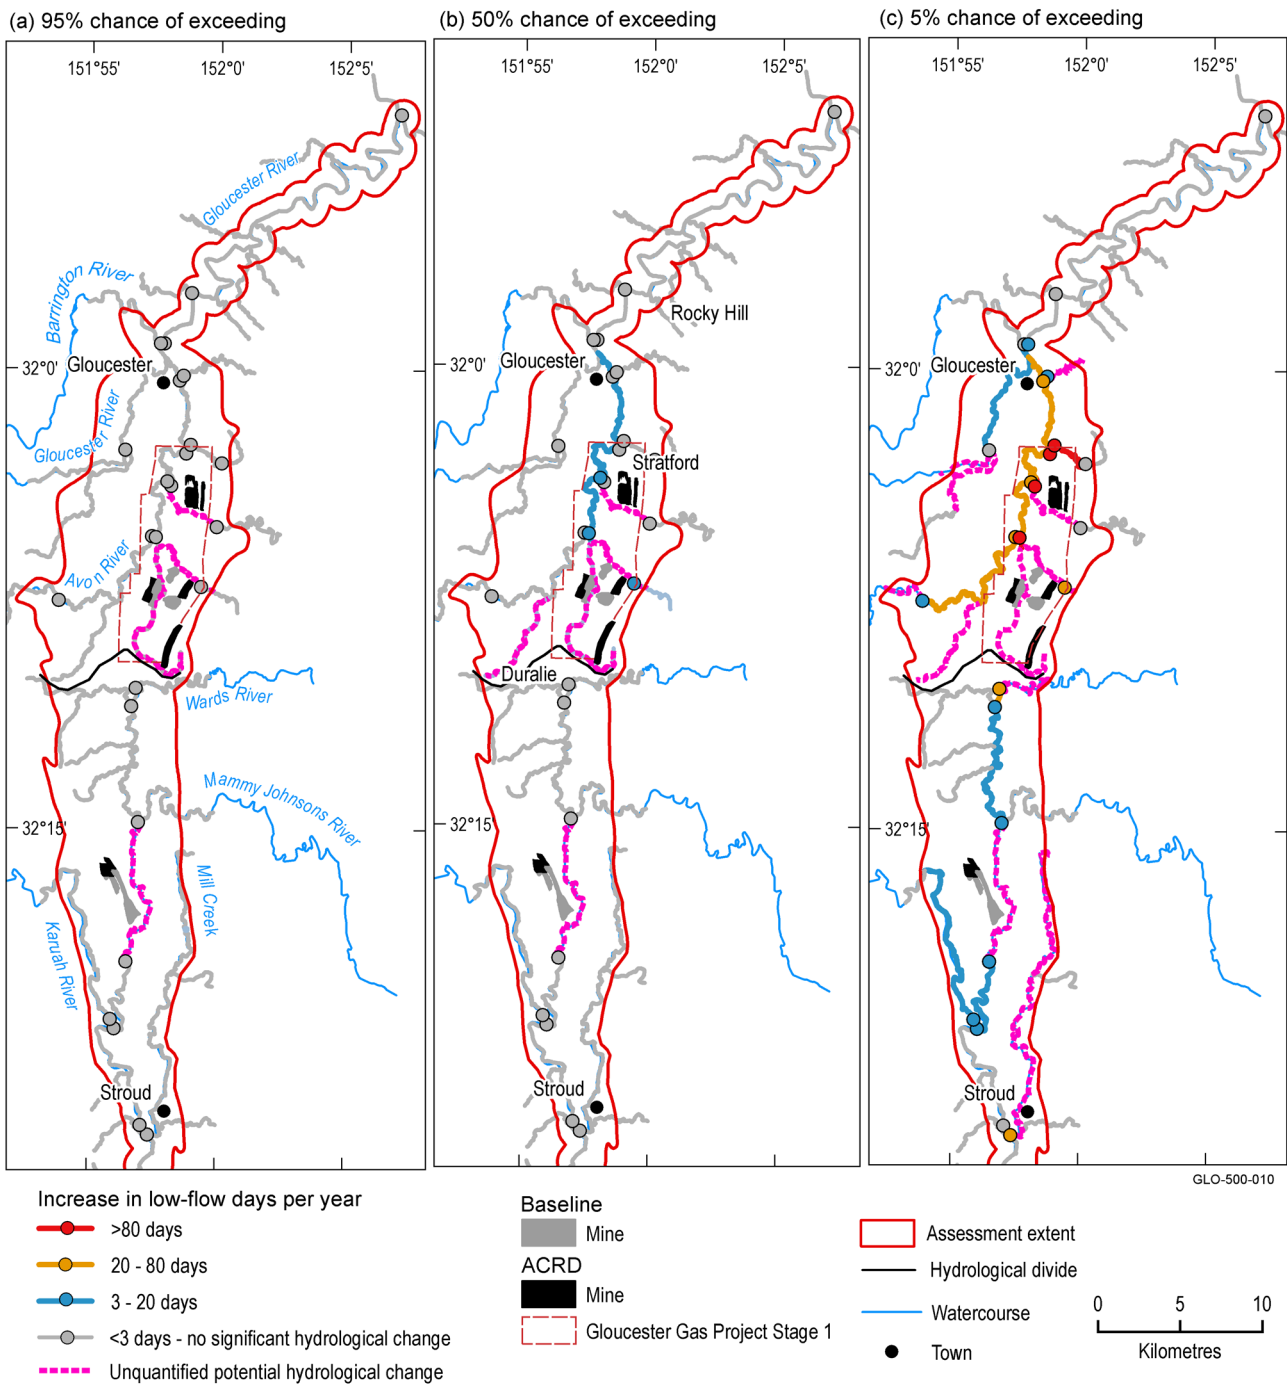 (a) 95% chance of exceeding
(b) 50% chance of exceeding
(c) 5% chance of exceeding
151°55' 152°0' 152°5'
151°55' 152°0' 152°5'
151°55' 152°0' 152°5'
Gloucester River
Barrington River
32°0'
Gloucester
Gloucester River
Avon River
Wards River
Mammy Johnsons River
32°15'
Mill Creek
Karuah River
Stroud
Rocky Hill
32°0'
Gloucester
Stratford
Duralie
32°15'
Stroud
32°0'
Gloucester
32°15'
Stroud
GLO-500-010
Increase in low-flow days per year
>80 days
20 - 80 days
3 - 20 days
<3 days - no significant hydrological change
Unquantified potential hydrological change
Baseline
Mine
ACRD
Mine
Gloucester Gas Project Stage 1
Assessment extent
Hydrological divide
Watercourse
Town
0 5 10
Kilometres